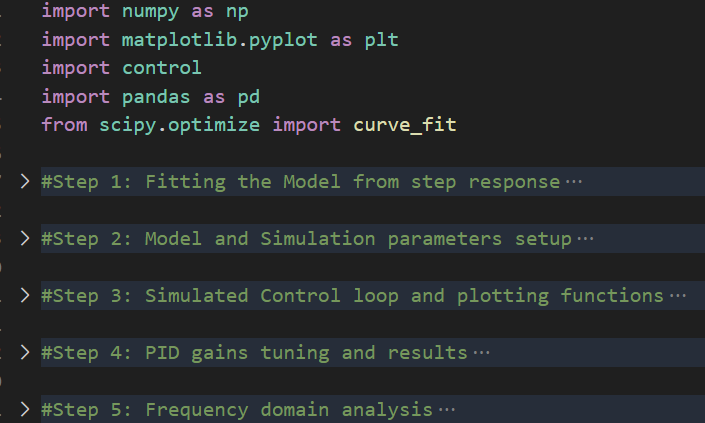 import numpy as np
import matplotlib.pyplot as plt
import control
import pandas as pd
from scipy.optimize import curve_fit
#Step 1: Fitting the Model from step response...
#Step 2: Model and Simulation parameters setup...
#Step 3: Simulated Control loop and plotting functions...
#Step 4: PID gains tuning and results...
#Step 5: Frequency domain analysis...